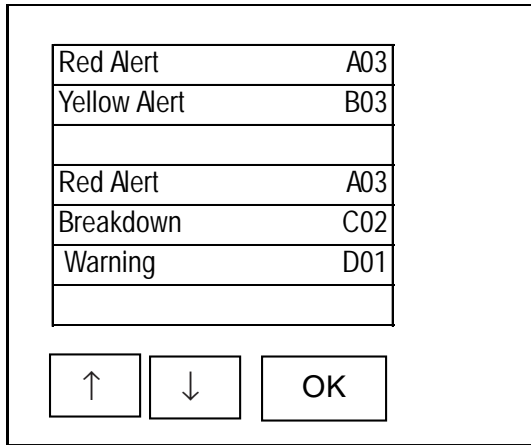 Red Alert A03
Yellow Alert B03
Red Alert A03
Breakdown C02
Warning D01
↑ ↓ OK